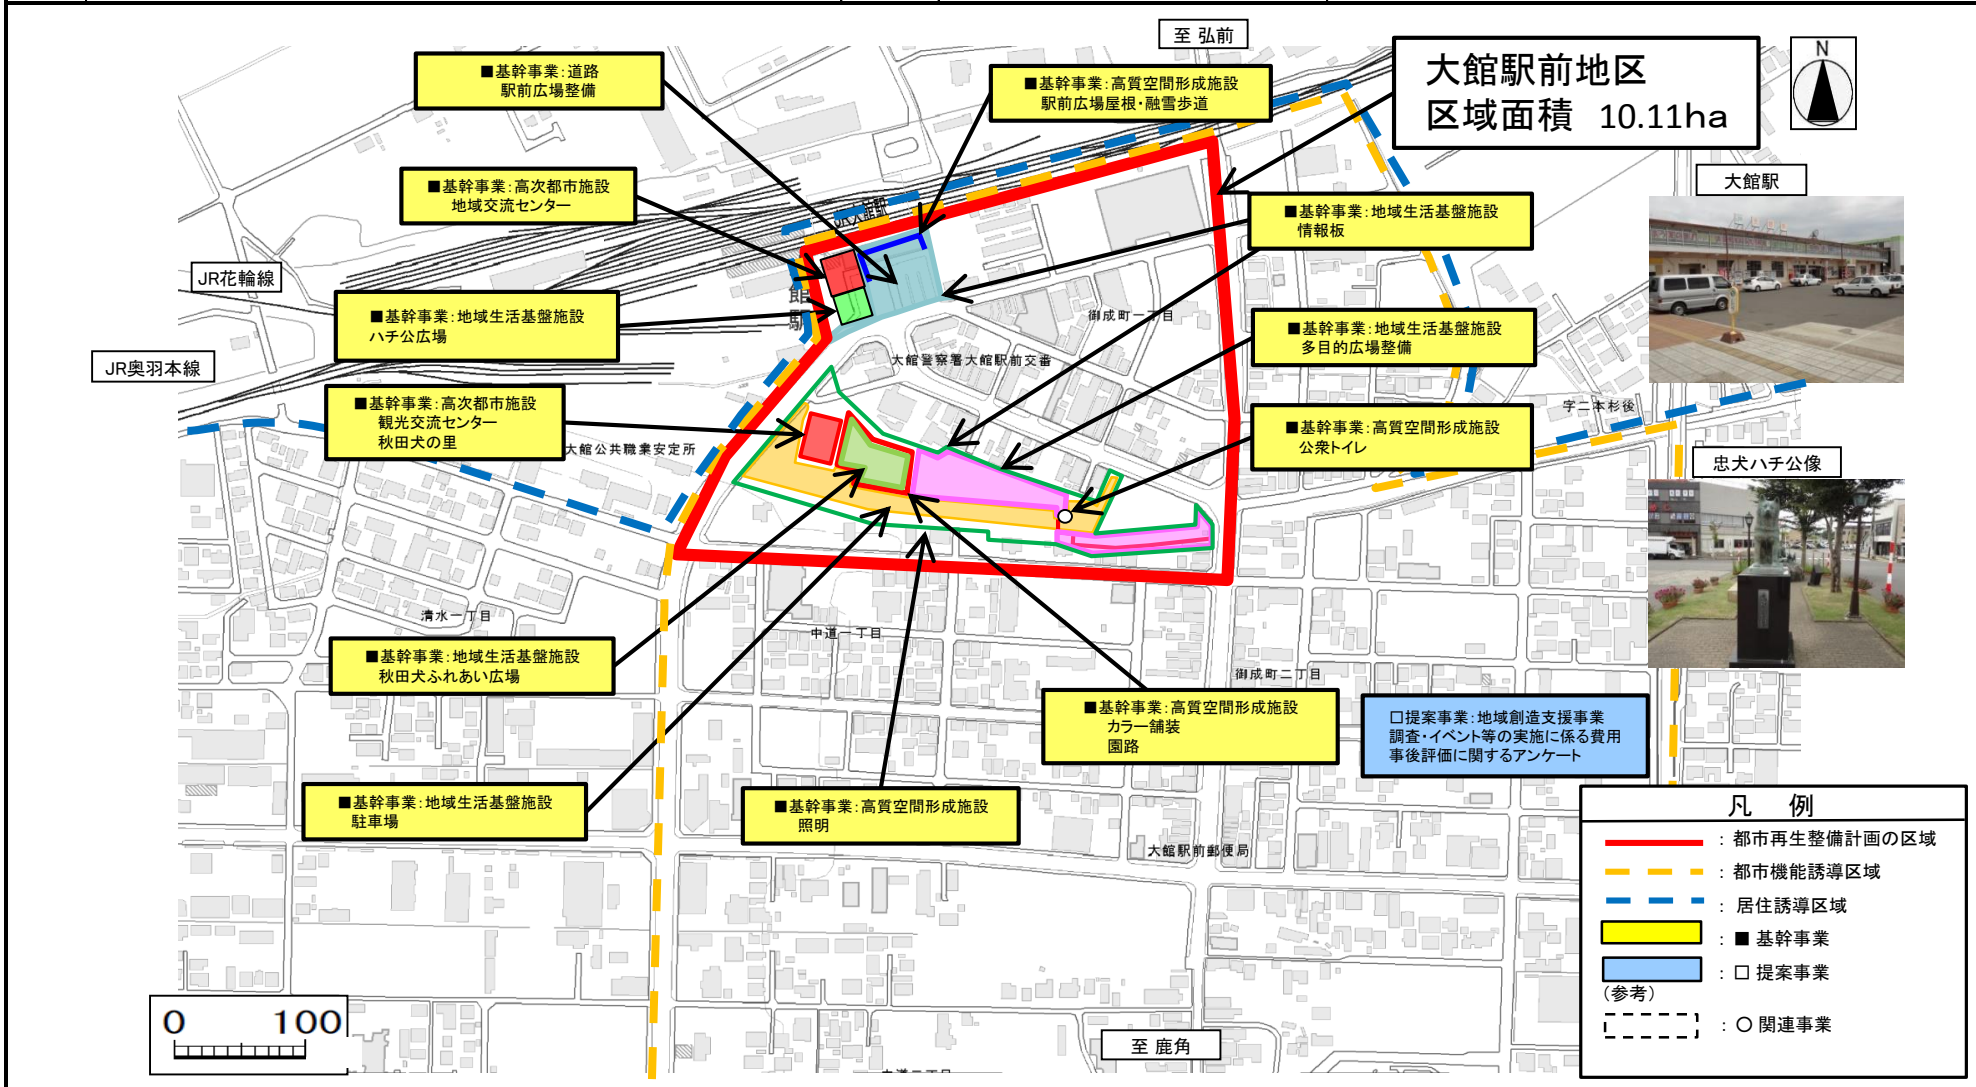 至 弘前
大館駅前地区
区域面積 10.11ha
N
■基幹事業：道路
駅前広場整備
■基幹事業：高質空間形成施設
駅前広場屋根・融雪歩道
大館駅
■基幹事業：高次都市施設
地域交流センター
■基幹事業：地域生活基盤施設
情報板
JR大館駅
JR花輪線
館
駅
■基幹事業：地域生活基盤施設
ハチ公広場
御成町一丁目
■基幹事業：地域生活基盤施設
多目的広場整備
大館警察署大館駅前交番
JR奥羽本線
■基幹事業：高次都市施設
観光交流センター
秋田犬の里
字二本杉後
■基幹事業：高質空間形成施設
公衆トイレ
大館公共職業安定所
忠犬ハチ公像
清水一丁目
中道一丁目
■基幹事業：地域生活基盤施設
秋田犬ふれあい広場
御成町二丁目
■基幹事業：高質空間形成施設
カラー舗装
園路
□提案事業：地域創造支援事業
調査・イベント等の実施に係る費用
事後評価に関するアンケート
■基幹事業：地域生活基盤施設
駐車場
■基幹事業：高質空間形成施設
照明
大館駅前郵便局
凡 例
：都市再生整備計画の区域
：都市機能誘導区域
：居住誘導区域
：■ 基幹事業
：□ 提案事業
（参考）
：○ 関連事業
0 100
至 鹿角